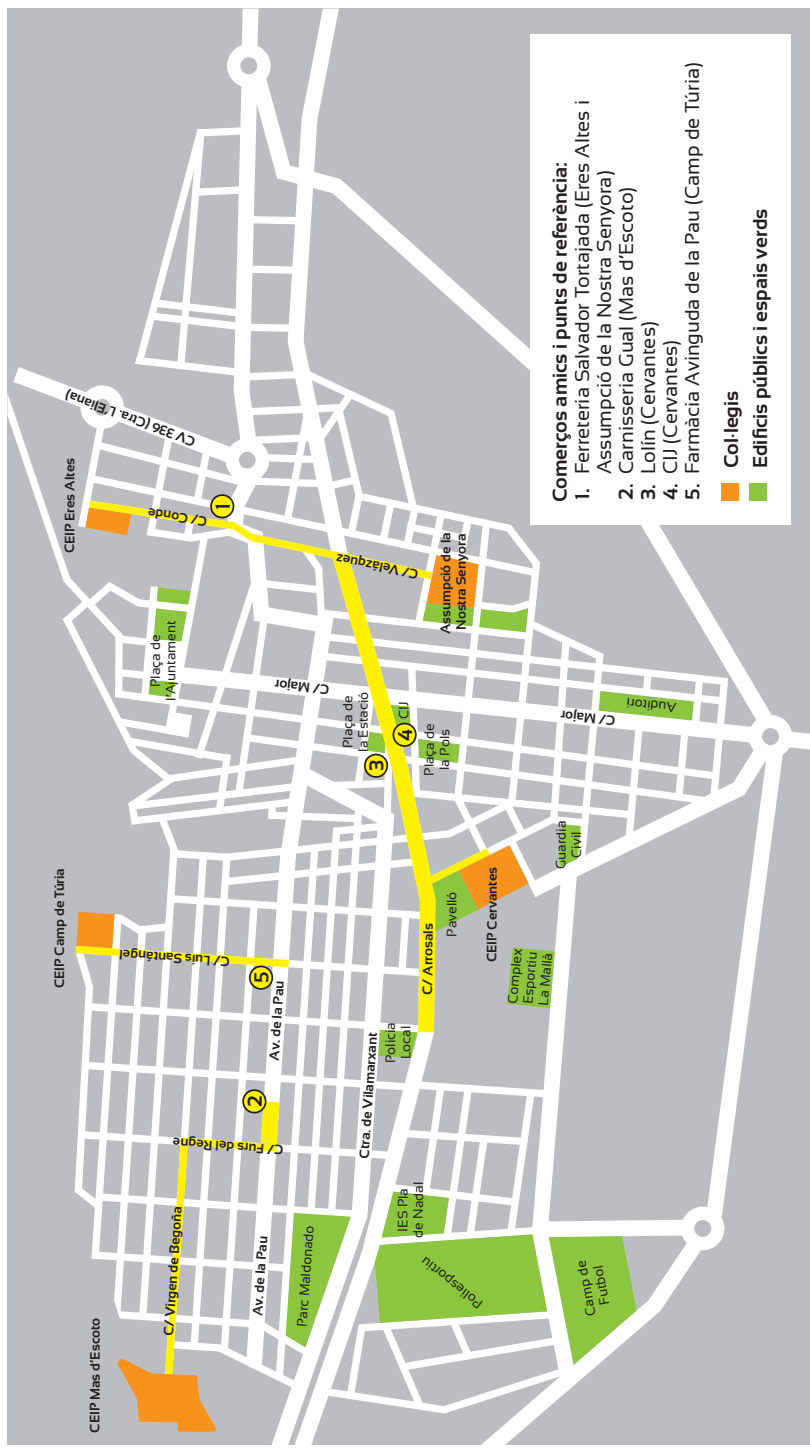 CEIP Mas d'Escoto
C/ Virgen de Begoña
C/ Furs del Regne
2
Av. de la Pau
Av. de la Pau
Parc Maldonado
Ctra. de Vilamarxant
IES Pla
de Nadal
Poliesportiu
Camp de
Futbol
CEIP Camp de Túria
C/ Luis Santángel
5
Policia
Local
C/ Arrosals
Pavelló
CEIP Cervantes
Complex
Esportiu
La Mallà
Guardia
Civil
CEIP Eres Altes
C/ Conde
1
CV 336 (Ctra. L'Eliana)
Plaça de
l'Ajuntament
C/ Major
Plaça de
la Estació
3
4
CIJ
Plaça de
la Pols
C/ Velázquez
Assumpció de la
Nostra Senyora
C/ Major
Auditori
Comerços amics i punts de referència:
1. Ferreteria Salvador Tortajada (Eres Altes i
Assumpció de la Nostra Senyora)
2. Carnisseria Gual (Mas d'Escoto)
3. Lolín (Cervantes)
4. CIJ (Cervantes)
5. Farmàcia Avinguda de la Pau (Camp de Túria)
Col·legis
Edificis públics i espais verds